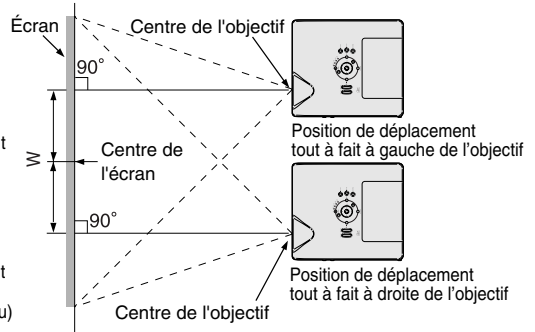 Écran
Centre de l'objectif
90°
Position de déplacement
tout à fait à gauche de l'objectif
t
W
Centre de
l'écran
90°
Position de déplacement
tout à fait à droite de l'objectif
t
u)
Centre de l'objectif